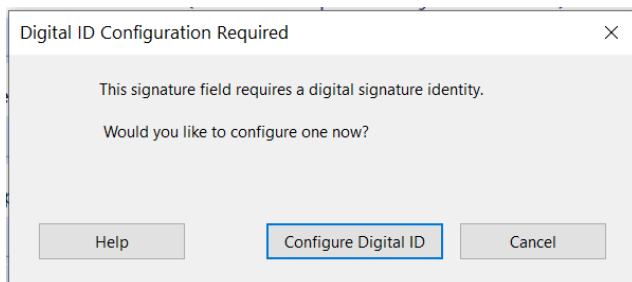 Digital ID Configuration Required
This signature field requires a digital signature identity.
Would you like to configure one now?
Help
Configure Digital ID
Cancel